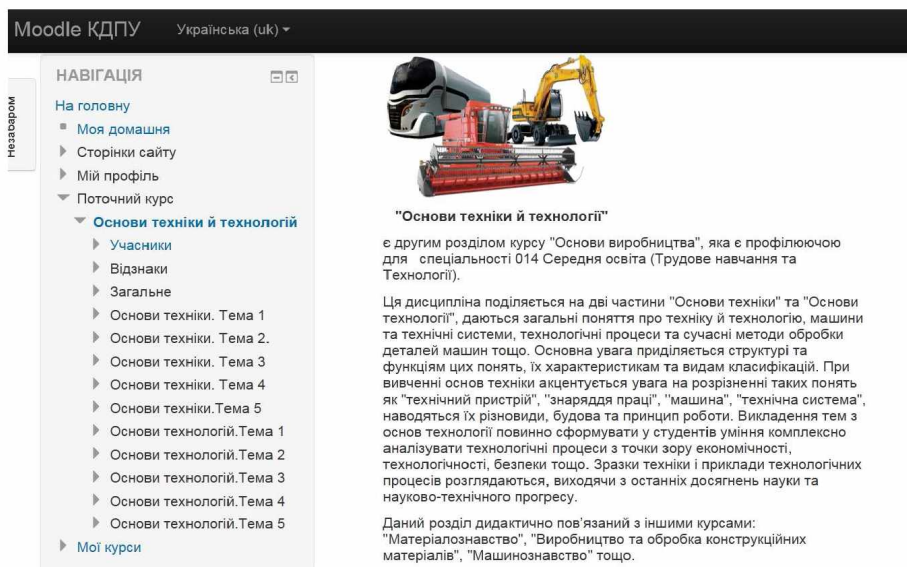 Moodle КДПУ Українська (uk)
Незабаром
НАВІГАЦІЯ
На головну
Моя домашня
Сторінки сайту
Мій профіль
Поточний курс
Основи техніки й технологій
Учасники
Відзнаки
Загальне
Основи техніки. Тема 1
Основи техніки. Тема 2.
Основи техніки. Тема 3
Основи техніки. Тема 4
Основи техніки.Тема 5
Основи технологій.Тема 1
Основи технологій.Тема 2
Основи технологій.Тема 3
Основи технологій.Тема 4
Основи технологій.Тема 5
Мої курси
"Основи техніки й технології"
є другим розділом курсу "Основи виробництва", яка є профілюючою
для спеціальності 014 Середня освіта (Трудове навчання та
Технології).
Ця дисципліна поділяється на дві частини "Основи техніки" та "Основи
технології", даються загальні поняття про техніку й технологію, машини
та технічні системи, технологічні процеси та сучасні методи обробки
деталей машин тощо. Основна увага приділяється структурі та
функціям цих понять, їх характеристикам та видам класифікацій. При
вивченні основ техніки акцентується увага на розрізненні таких понять
як "технічний пристрій", "знаряддя праці", "машина", "технічна система",
наводяться їх різновиди, будова та принцип роботи. Викладення тем з
основ технології повинно сформувати у студентів уміння комплексно
аналізувати технологічні процеси з точки зору економічності,
технологічності, безпеки тощо. Зразки техніки і приклади технологічних
процесів розглядаються, виходячи з останніх досягнень науки та
науково-технічного прогресу.
Даний розділ дидактично пов'язаний з іншими курсами:
"Матеріалознавство", "Виробництво та обробка конструкційних
матеріалів", "Машинознавство" тощо.